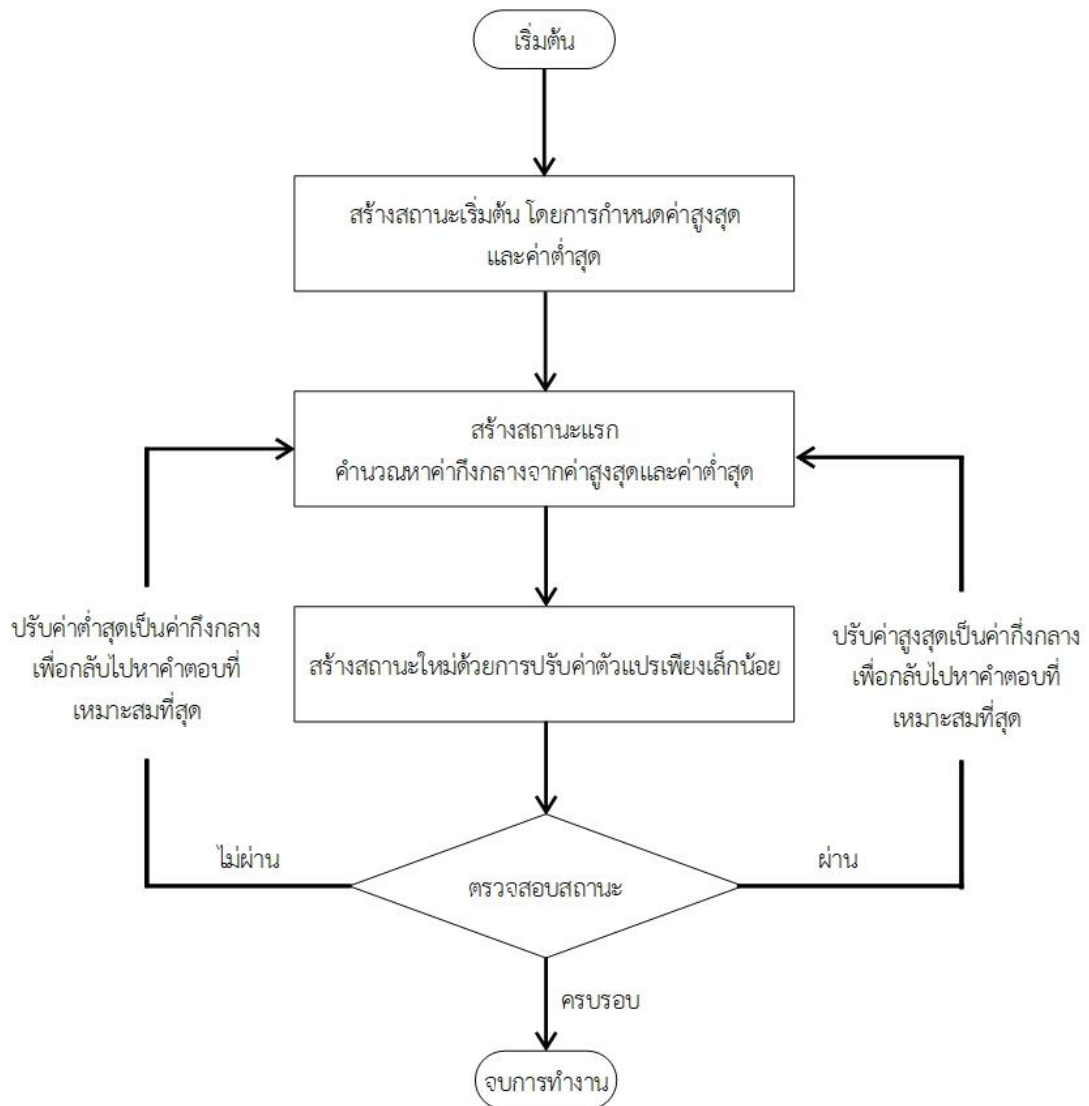 เริ่มต้น
สร้างสถานะเริ่มต้น โดยการกำหนดค่าสูงสุด
และค่าต่ำสุด
สร้างสถานะแรก
คำนวณหาค่ากึ่งกลางจากค่าสูงสุดและค่าต่ำสุด
สร้างสถานะใหม่ด้วยการปรับค่าตัวแปรเพียงเล็กน้อย
ปรับค่าต่ำสุดเป็นค่ากึ่งกลาง
เพื่อกลับไปหาคำตอบที่
เหมาะสมที่สุด
ปรับค่าสูงสุดเป็นค่ากึ่งกลาง
เพื่อกลับไปหาคำตอบที่
เหมาะสมที่สุด
ไม่ผ่าน
ผ่าน
ตรวจสอบสถานะ
ครบรอบ
จบการทำงาน